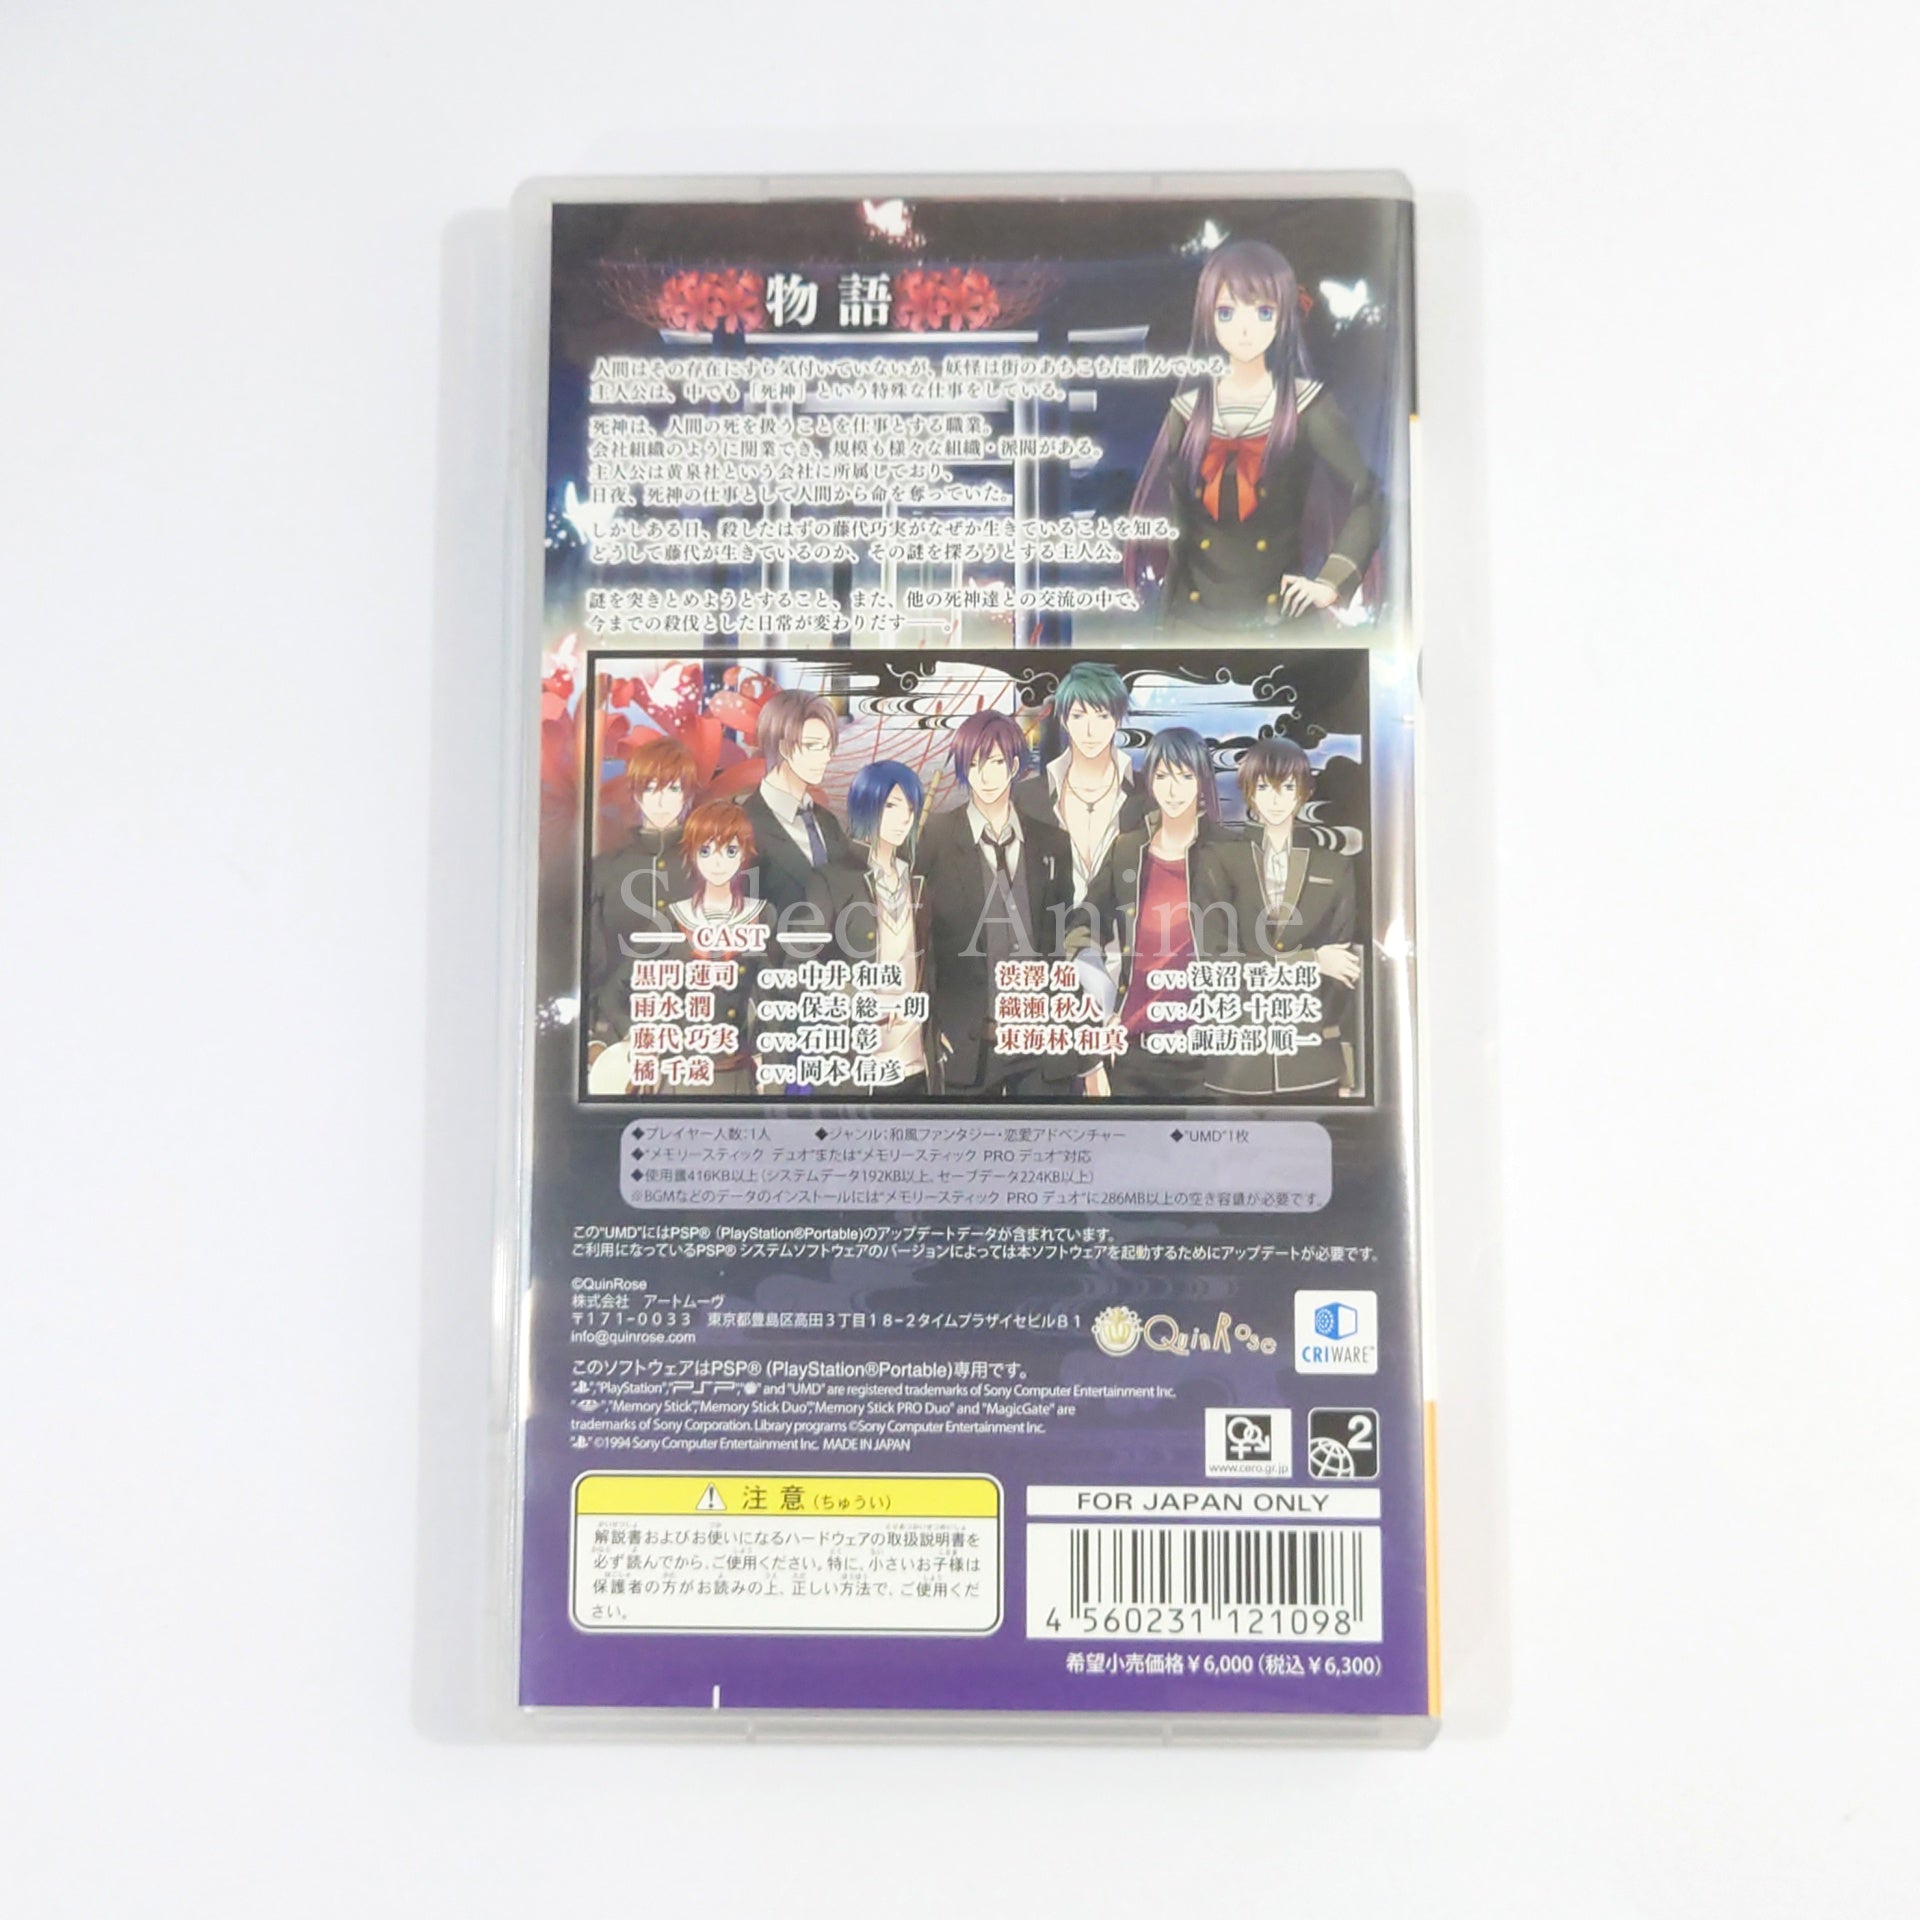 物語
人間はその存在にすら気付いていないが、妖怪は街のあちこちに潜んでいる。
主人公は、中でも「死神」という特殊な仕事をしている。
死神は、人間の死を扱うことを仕事とする職業。
会社組織のように開業でき、規模も様々な組織・派閥がある。
主人公は黄泉社という会社に所属しており、
日夜、死神の仕事として人間から命を奪っていた。
しかしある日、殺したはずの藤代巧実がなぜか生きていることを知る。
どうして藤代が生きているのか、その謎を探ろうとする主人公。
謎を突きとめようとすること、また、他の死神達との交流の中で、
今までの殺伐とした日常が変わりだす――。
Select Anime
CAST
黒門 蓮司 CV:中井 和哉
雨水 潤 CV:保志 総一朗
藤代 巧実 CV:石田 彰
橘 千歳 CV:岡本 信彦
渋澤 焔 CV:浅沼 晋太郎
織瀬 秋人 CV:小杉 十郎太
東海林 和真 CV:諏訪部 順一
◆プレイヤー人数:1人 ◆ジャンル:和風ファンタジー・恋愛アドベンチャー ◆"UMD"1枚
◆"メモリースティック デュオ"または"メモリースティック PRO デュオ"対応
◆使用量416KB以上(システムデータ192KB以上、セーブデータ224KB以上)
※BGMなどのデータのインストールには"メモリースティック PRO デュオ"に286MB以上の空き容量が必要です。
この"UMD"にはPSP® (PlayStation®Portable)のアップデートデータが含まれています。
ご利用になっているPSP® システムソフトウェアのバージョンによっては本ソフトウェアを起動するためにアップデートが必要です。
©QuinRose
株式会社 アートムーヴ
〒171-0033 東京都豊島区高田3丁目18-2タイムプラザイセビルB1
info@quinrose.com
QuinRose
CRIWARE™
このソフトウェアはPSP® (PlayStation®Portable)専用です。
" ", "PlayStation", "PSP", " " and "UMD" are registered trademarks of Sony Computer Entertainment Inc.
" ", "Memory Stick", "Memory Stick Duo", "Memory Stick PRO Duo" and "MagicGate" are
trademarks of Sony Corporation. Library programs ©Sony Computer Entertainment Inc.
" " ©1994 Sony Computer Entertainment Inc. MADE IN JAPAN
www.cero.gr.jp
2
注意(ちゅうい)
解説書およびお使いになるハードウェアの取扱説明書を
必ず読んでから、ご使用ください。特に、小さいお子様は
保護者の方がお読みの上、正しい方法で、ご使用くだ
さい。
FOR JAPAN ONLY
4 560231 121098
希望小売価格￥6,000 (税込￥6,300)